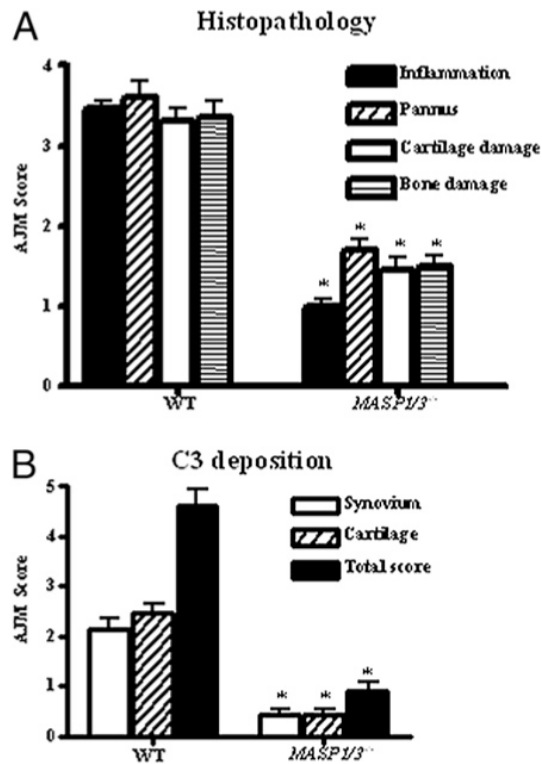 A
Histopathology
4
3
2
1
0
AJM Score
Inflammation
Pannus
Cartilage damage
Bone damage
*
*
*
*
WT
MASP1/3-/-
B
C3 deposition
5
4
3
2
1
0
AJM Score
Synovium
Cartilage
Total score
*
*
*
WT
MASP1/3-/-